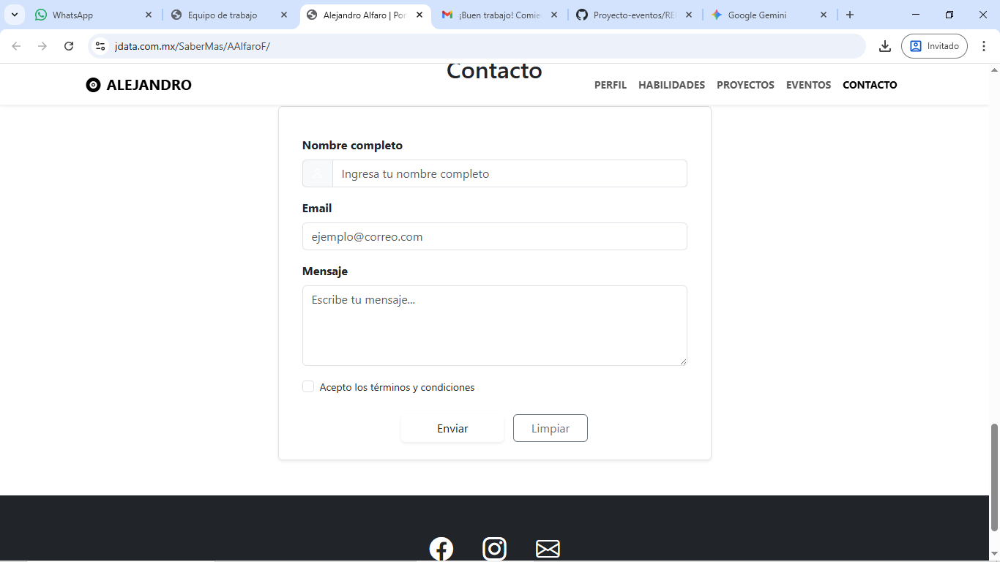 WhatsApp
Equipo de trabajo
Alejandro Alfaro | Por
¡Buen trabajo! Comie
Proyecto-eventos/RE
Google Gemini
jdata.com.mx/SaberMas/AAlfaroF/
Invitado
Contacto
ALEJANDRO
PERFIL HABILIDADES PROYECTOS EVENTOS CONTACTO
Nombre completo
Ingresa tu nombre completo
Email
ejemplo@correo.com
Mensaje
Escribe tu mensaje...
Acepto los términos y condiciones
Enviar Limpiar